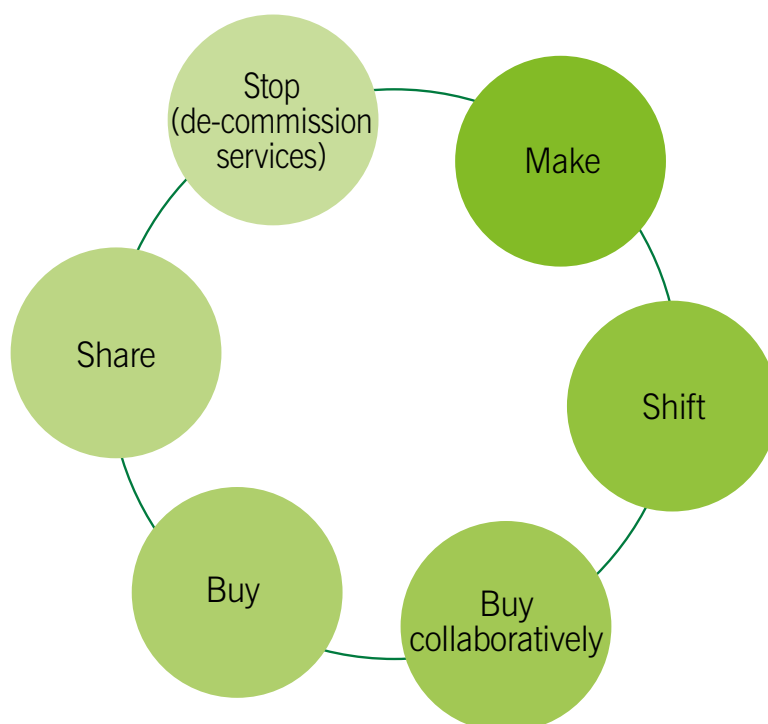 Stop
(de-commission
services)
Make
Shift
Buy
collaboratively
Buy
Share